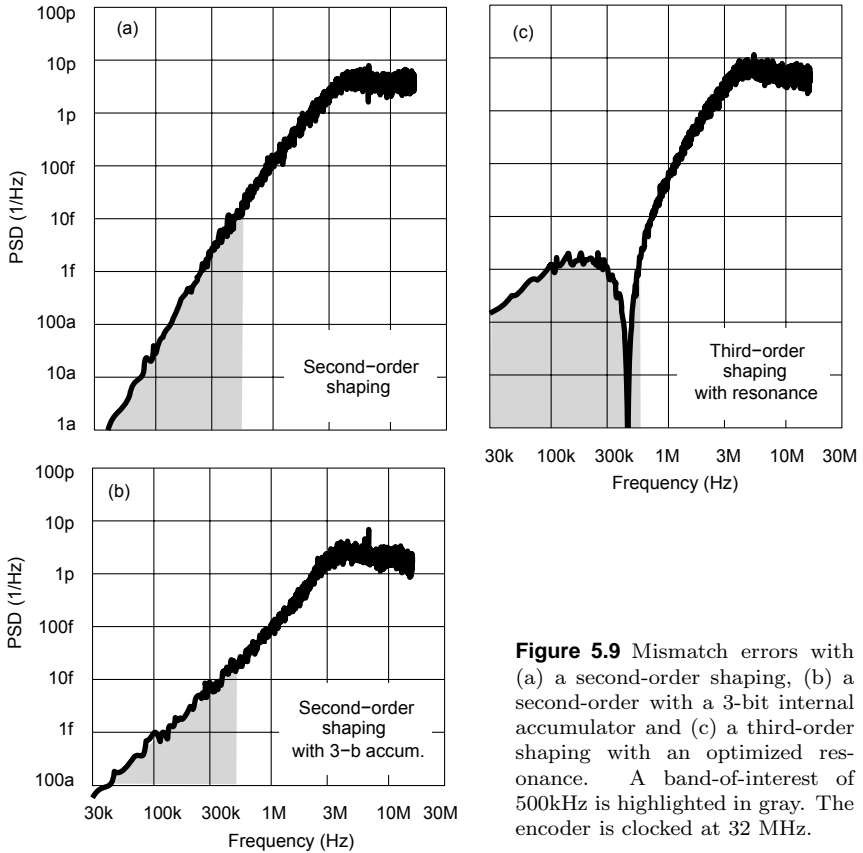 (a)
100p
10p
1p
100f
10f
1f
100a
10a
1a
PSD (1/Hz)
Second−order
shaping
(c)
Third−order
shaping
with resonance
30k 100k 300k 1M 3M 10M 30M
Frequency (Hz)
(b)
100p
10p
1p
100f
10f
1f
100a
PSD (1/Hz)
Second−order
shaping
with 3−b accum.
30k 100k 300k 1M 3M 10M 30M
Frequency (Hz)
Figure 5.9 Mismatch errors with
(a) a second-order shaping, (b) a
second-order with a 3-bit internal
accumulator and (c) a third-order
shaping with an optimized res-
onance. A band-of-interest of
500kHz is highlighted in gray. The
encoder is clocked at 32 MHz.